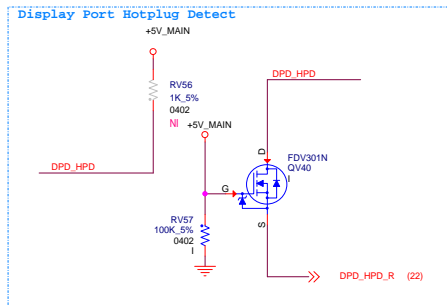 Display Port Hotplug Detect
+5V_MAIN
RV56
1K_5%
0402
NI
+5V_MAIN
DPD_HPD
DPD_HPD
D
FDV301N
QV40
I
G
S
RV57
100K_5%
0402
I
DPD_HPD_R (22)